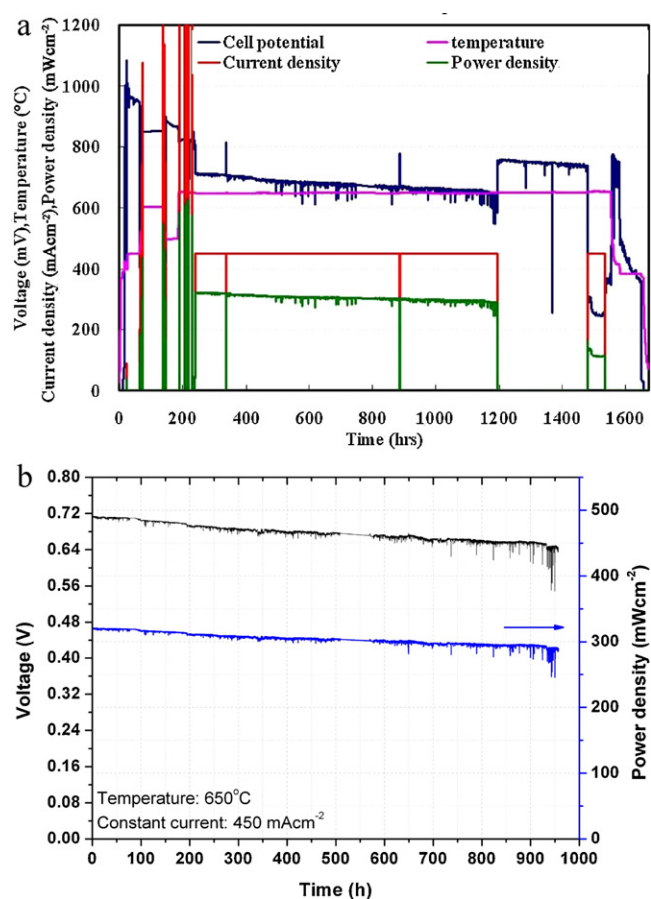 a
1200
1000
800
600
400
200
0
Voltage (mV),Temperature (°C)
Current density (mAcm-2),Power density (mWcm-2)
Cell potential
temperature
Current density
Power density
0 200 400 600 800 1000 1200 1400 1600
Time (hrs)
b
0.80
0.72
0.64
0.56
0.48
0.40
0.32
0.24
0.16
0.08
0.00
Voltage (V)
500
400
300
200
100
0
Power density (mWcm-2)
Temperature: 650°C
Constant current: 450 mAcm-2
0 100 200 300 400 500 600 700 800 900 1000
Time (h)